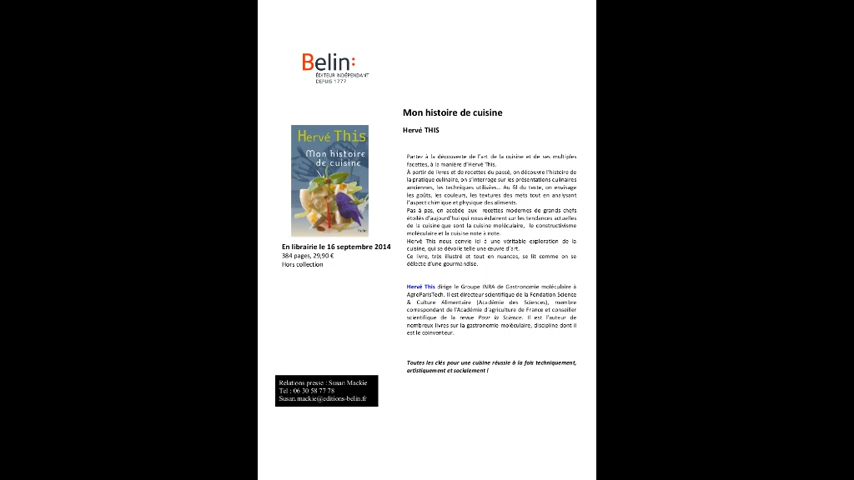 Belin:
ÉDITEUR INDÉPENDANT
DEPUIS 1777
Mon histoire de cuisine
Hervé THIS
Hervé This
Mon histoire
de cuisine
En librairie le 16 septembre 2014
384 pages, 29,90 €
Hors collection
Partez à la découverte de l'art de la cuisine et de ses multiples
facettes, à la manière d'Hervé This.
À partir de livres et de recettes du passé, on découvre l'histoire de
la pratique culinaire, on s'interroge sur les présentations culinaires
anciennes, les techniques utilisées... Au fil du texte, on envisage
les goûts, les couleurs, les textures des mets tout en analysant
l'aspect chimique et physique des aliments.
Pas à pas, on accède aux recettes modernes de grands chefs
étoilés d'aujourd'hui qui nous éclairent sur les tendances actuelles
de la cuisine que sont la cuisine moléculaire, le constructivisme
moléculaire et la cuisine note à note.
Hervé This nous convie ici à une véritable exploration de la
cuisine, qui se dévoile telle une œuvre d'art.
Ce livre, très illustré et tout en nuances, se lit comme on se
délecte d'une gourmandise.
Hervé This dirige le Groupe INRA de Gastronomie moléculaire à
AgroParisTech. Il est directeur scientifique de la Fondation Science
& Culture Alimentaire (Académie des Sciences), membre
correspondant de l'Académie d'agriculture de France et conseiller
scientifique de la revue Pour la Science. Il est l'auteur de
nombreux livres sur la gastronomie moléculaire, discipline dont il
est le coinventeur.
Toutes les clés pour une cuisine réussie à la fois techniquement,
artistiquement et socialement !
Relations presse : Susan Mackie
Tel : 06 30 58 77 78
Susan.mackie@editions-belin.fr